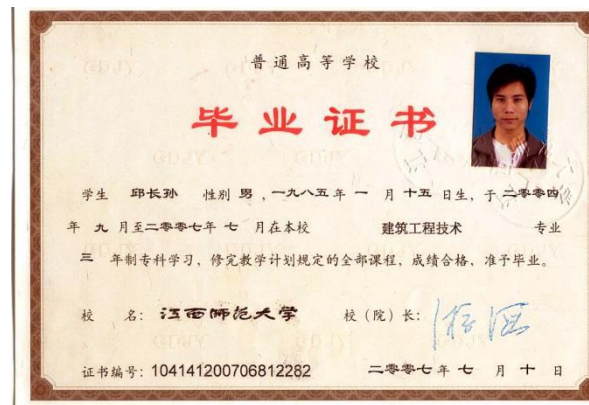 普通高等学校
毕业证书
学生 邱长孙 性别 男 ，一九八五年 一 月 十五 日生，于 二零零四
年 九 月至二零零七年 七 月在本校 建筑工程技术 专业
三 年制专科学习，修完教学计划规定的全部课程，成绩合格，准予毕业。
校 名：江西师范大学 校（院）长：
证书编号：104141200706812282 二零零七年 七 月 十 日
GDJY
GDJY
GDJY